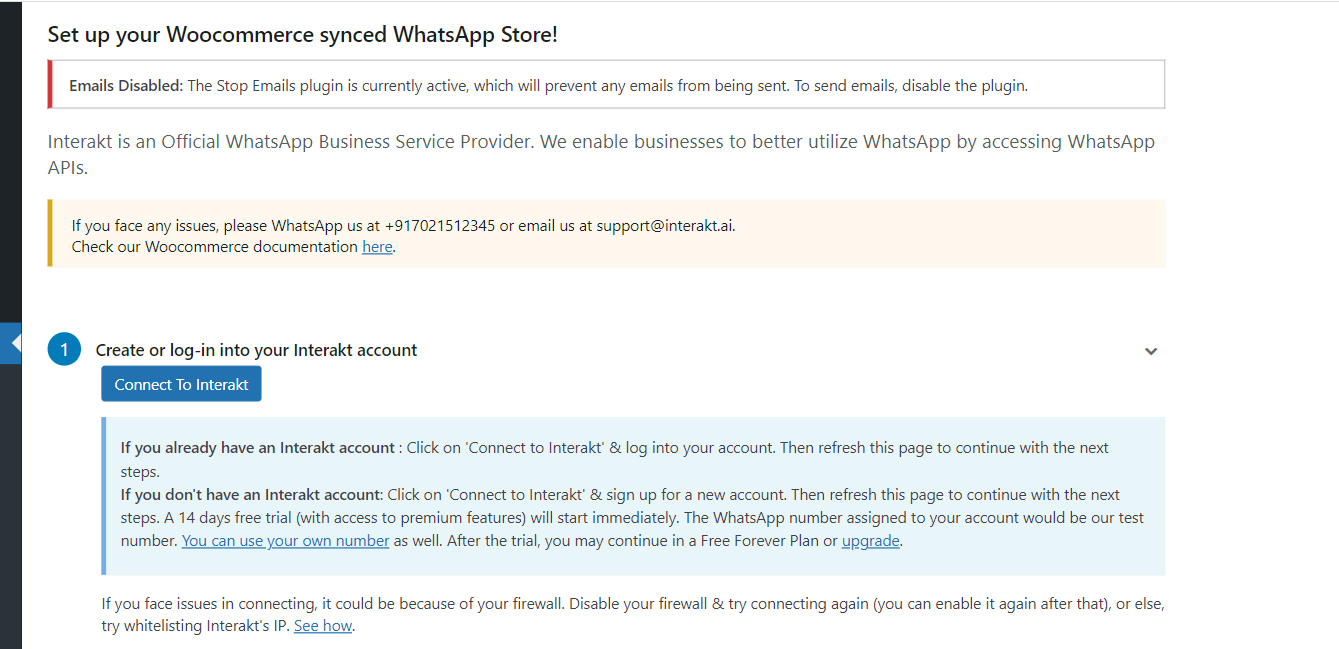 Set up your Woocommerce synced WhatsApp Store!
Emails Disabled: The Stop Emails plugin is currently active, which will prevent any emails from being sent. To send emails, disable the plugin.
Interakt is an Official WhatsApp Business Service Provider. We enable businesses to better utilize WhatsApp by accessing WhatsApp
APIs.
If you face any issues, please WhatsApp us at +917021512345 or email us at support@interakt.ai.
Check our Woocommerce documentation here.
1 Create or log-in into your Interakt account
Connect To Interakt
If you already have an Interakt account : Click on 'Connect to Interakt' & log into your account. Then refresh this page to continue with the next
steps.
If you don't have an Interakt account: Click on 'Connect to Interakt' & sign up for a new account. Then refresh this page to continue with the next
steps. A 14 days free trial (with access to premium features) will start immediately. The WhatsApp number assigned to your account would be our test
number. You can use your own number as well. After the trial, you may continue in a Free Forever Plan or upgrade.
If you face issues in connecting, it could be because of your firewall. Disable your firewall & try connecting again (you can enable it again after that), or else,
try whitelisting Interakt's IP. See how.